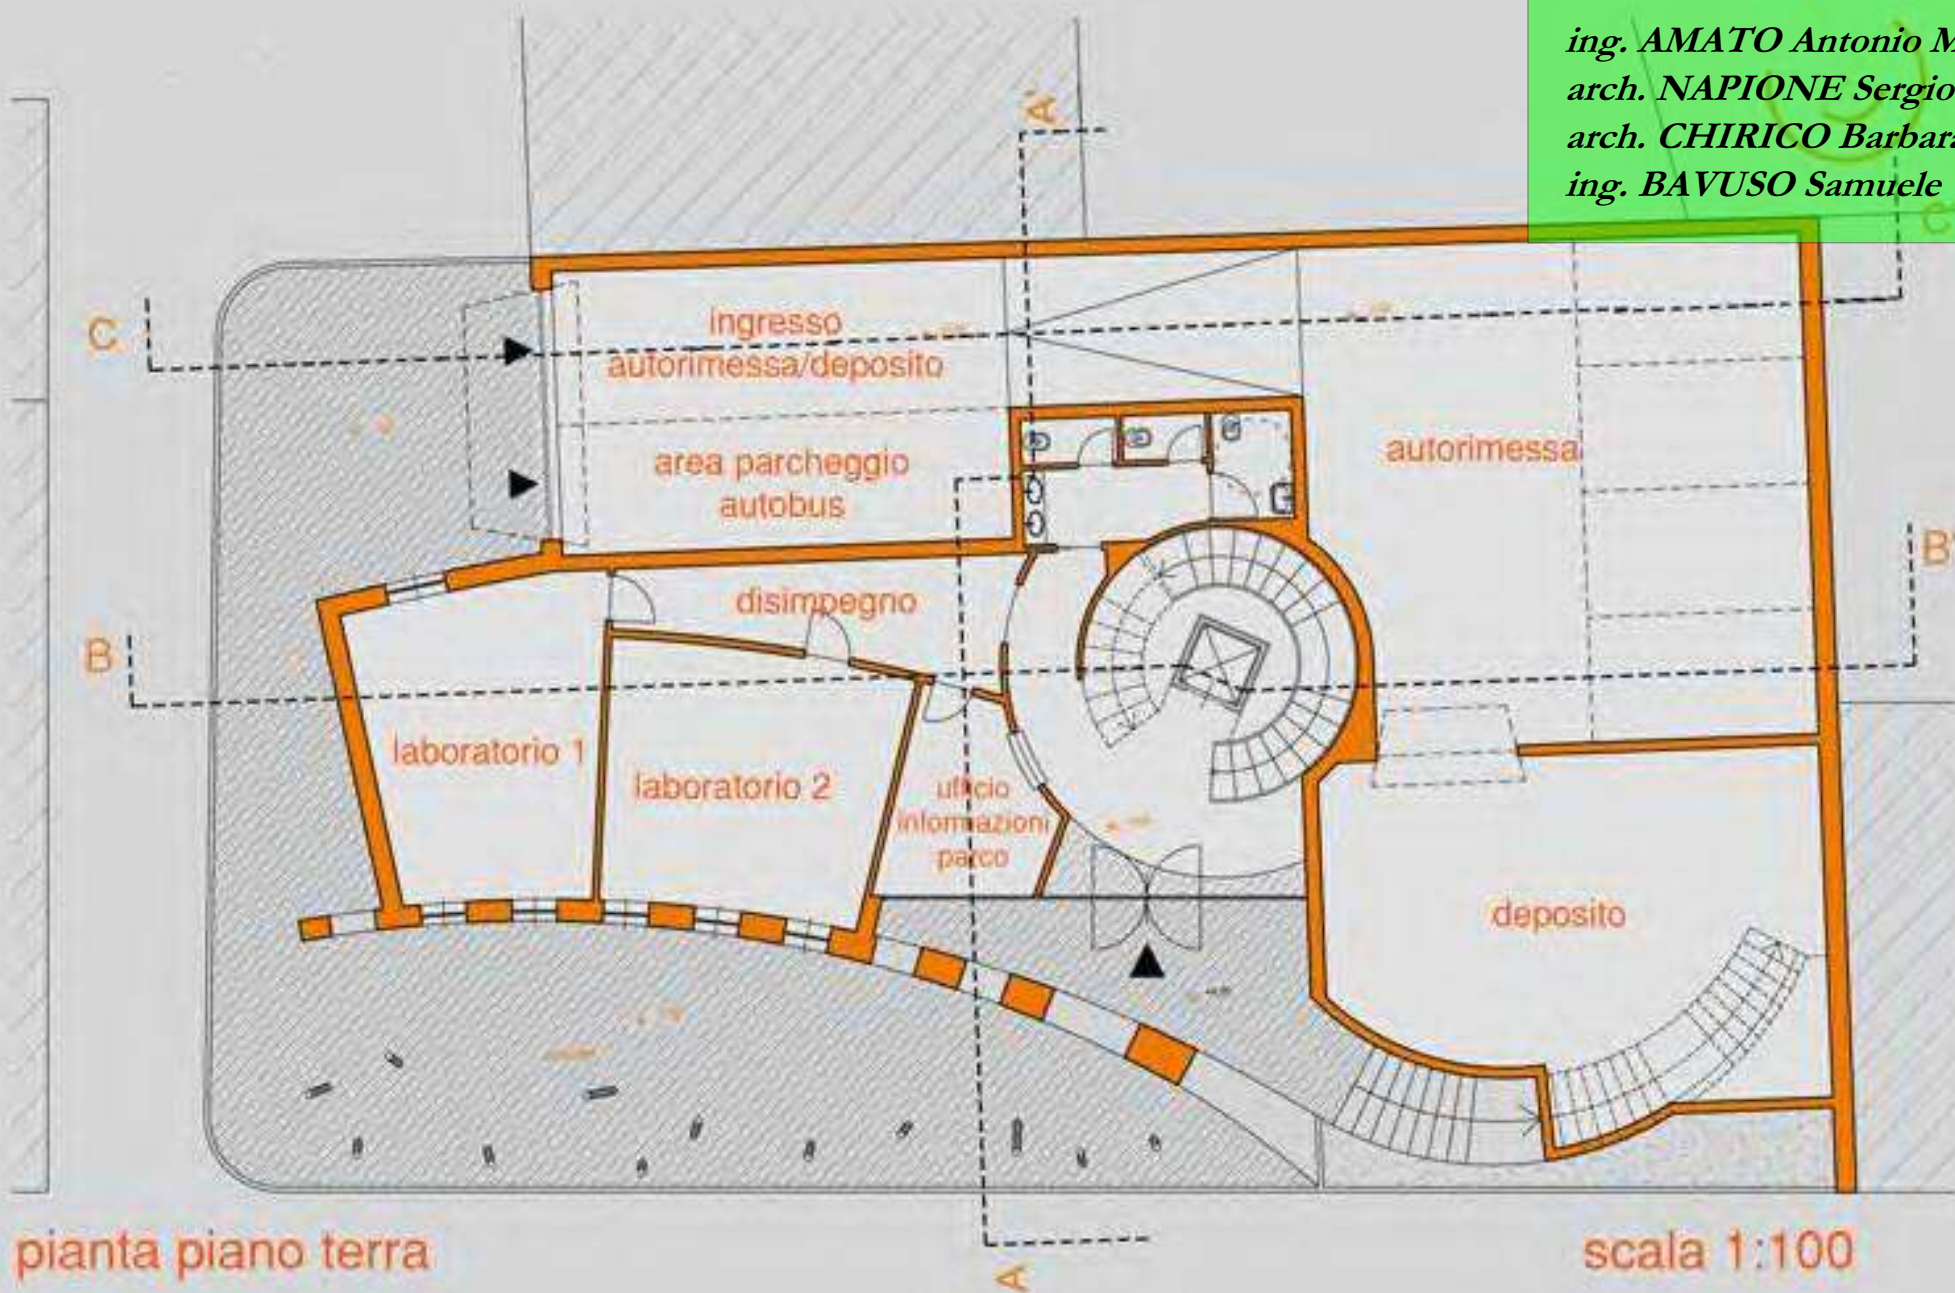 ing. AMATO Antonio M
arch. NAPIONE Sergio
arch. CHIRICO Barbara
ing. BAVUSO Samuele
A'
C'
C
ingresso
autorimessa/deposito
autorimessa
area parcheggio
autobus
B'
disimpegno
B
laboratorio 1
laboratorio 2
ufficio
informazioni
parco
deposito
A
pianta piano terra
scala 1:100